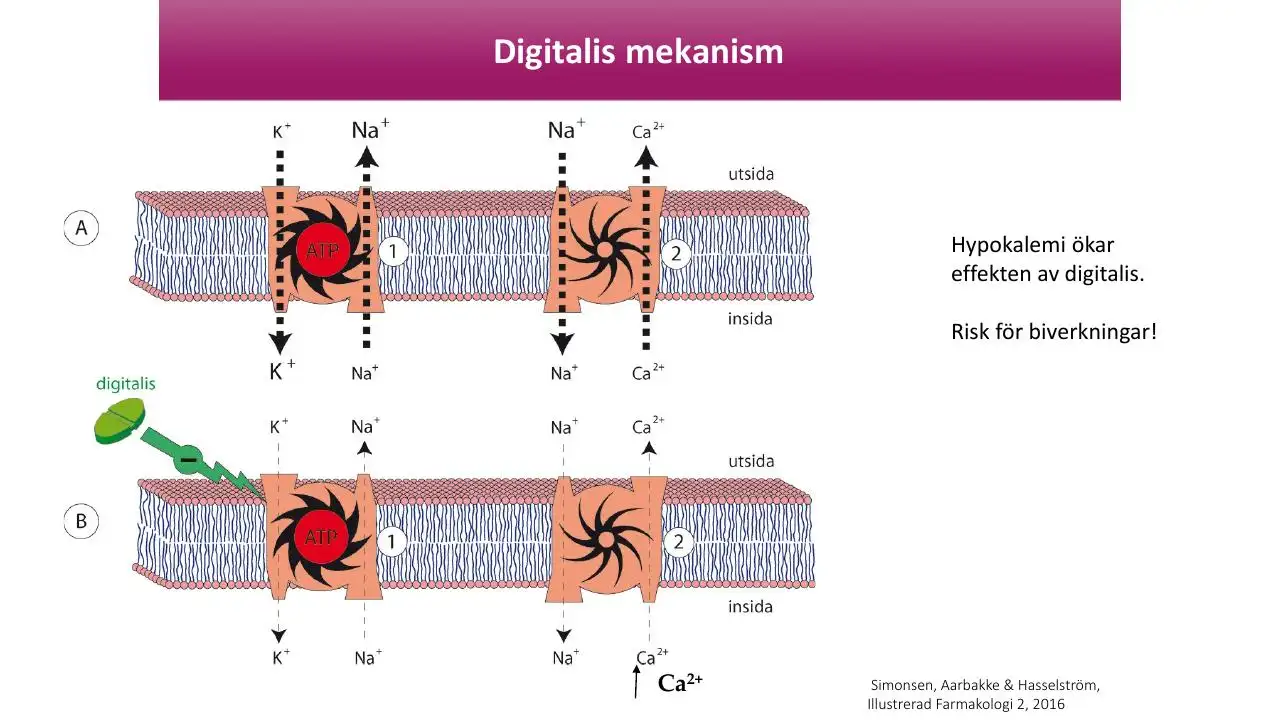 Digitalis mekanism
K+ Na+ Na+ Ca2+
utsida
A
ATP
1
2
Hypokalemi ökar
effekten av digitalis.
Risk för biverkningar!
insida
K+ Na+ Na+ Ca2+
digitalis
K+ Na+ Na+ Ca2+
utsida
B
ATP
1
2
insida
K+ Na+ Na+ Ca2+
Ca2+
Simonsen, Aarbakke & Hasselström,
Illustrerad Farmakologi 2, 2016